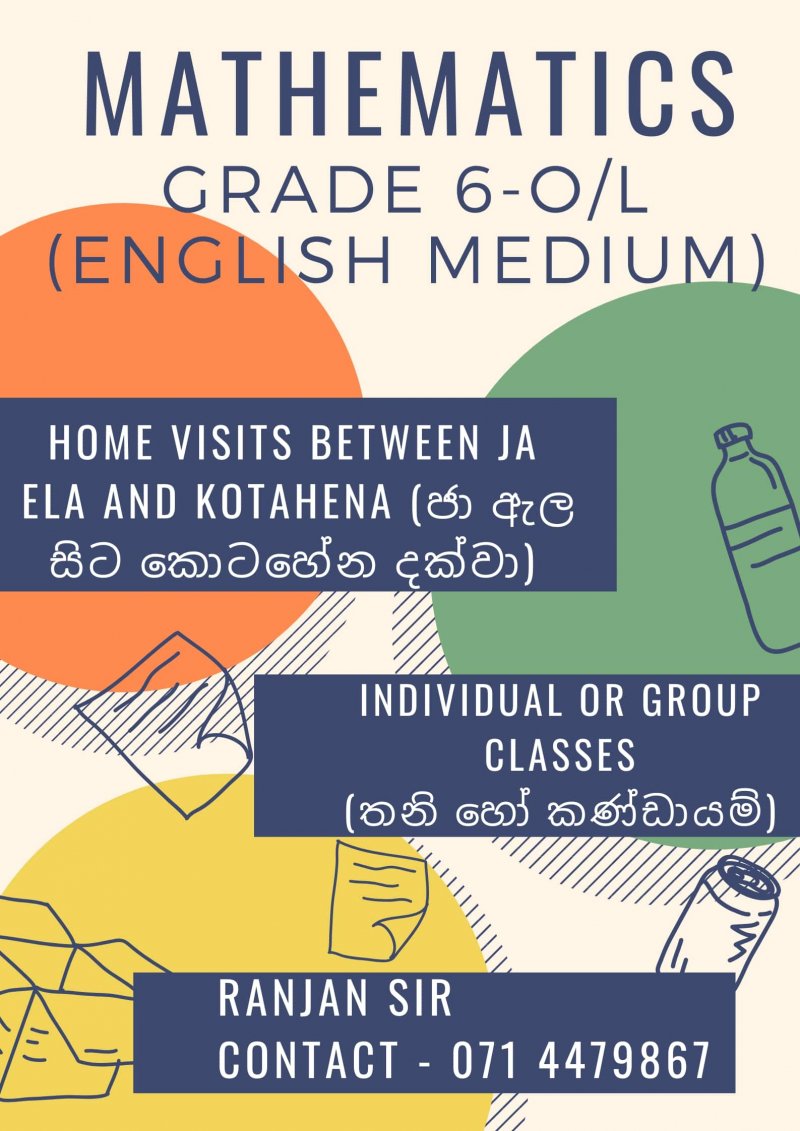 MATHEMATICS
GRADE 6-O/L
(ENGLISH MEDIUM)
HOME VISITS BETWEEN JA
ELA AND KOTAHENA (ජා ඇල
සිට කොටහේන දක්වා)
INDIVIDUAL OR GROUP
CLASSES
(තනි හෝ කණ්ඩායම්)
RANJAN SIR
CONTACT - 071 4479867